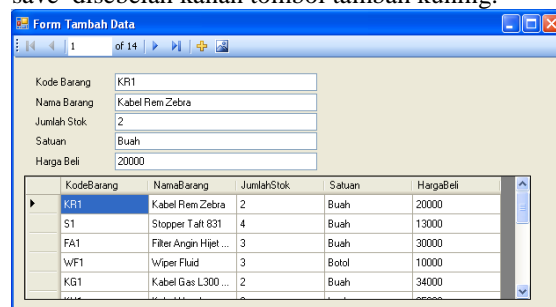 save disebelah kanan tombol tambah kuning.
Form Tambah Data
1 of 14
Kode Barang KR1
Nama Barang Kabel Rem Zebra
Jumlah Stok 2
Satuan Buah
Harga Beli 20000
KodeBarang NamaBarang JumlahStok Satuan HargaBeli
KR1 Kabel Rem Zebra 2 Buah 20000
S1 Stopper Taft 831 4 Buah 13000
FA1 Filter Angin Hijet ... 3 Buah 30000
WF1 Wiper Fluid 3 Botol 10000
KG1 Kabel Gas L300 ... 2 Buah 34000